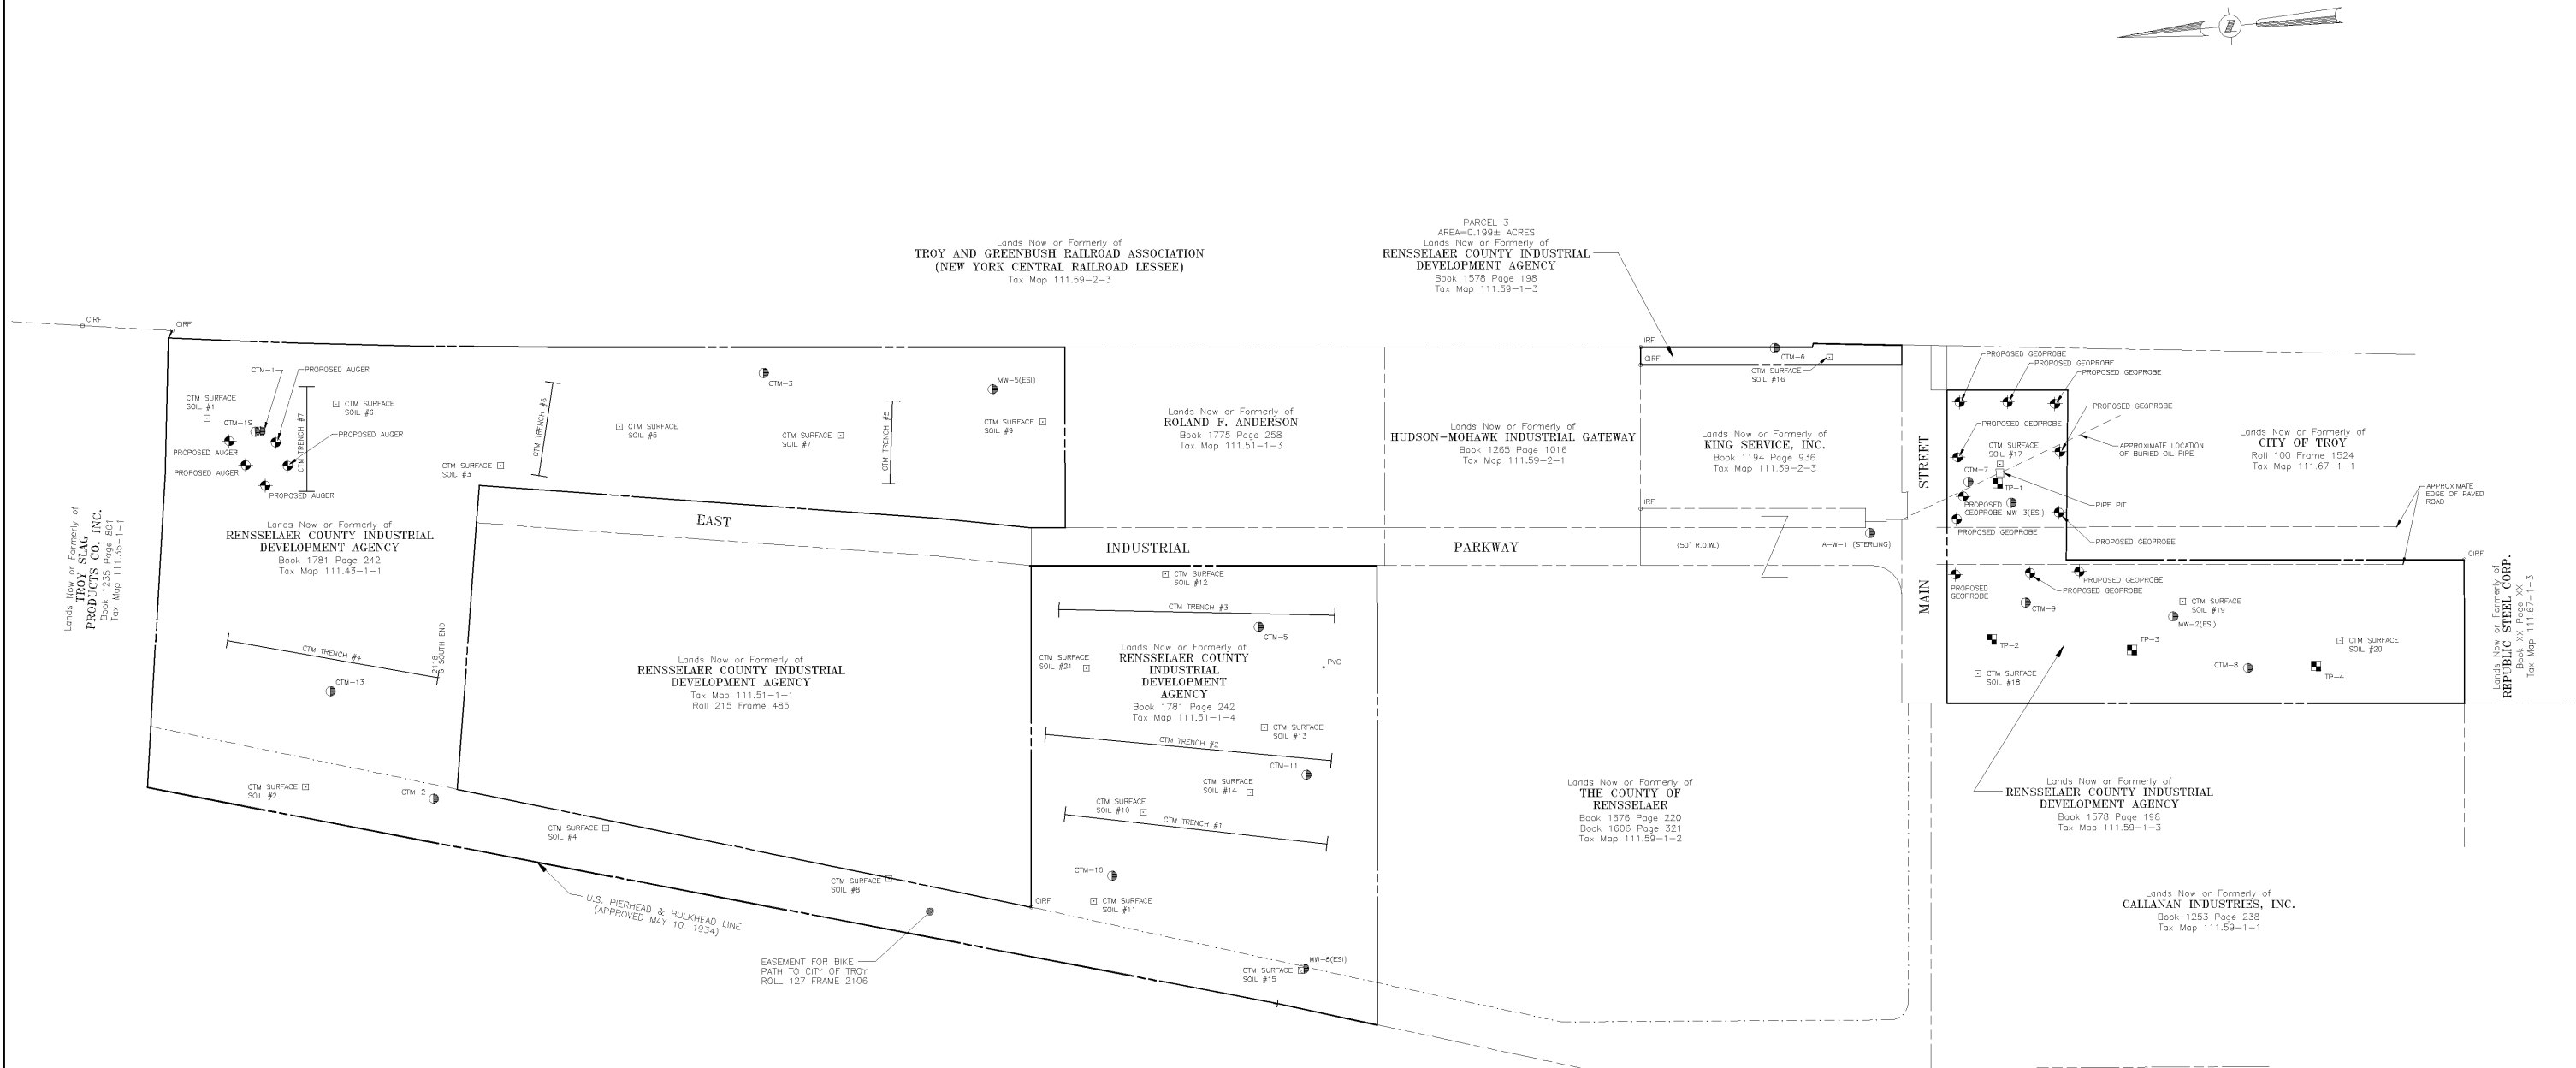 Z
PARCEL 3
AREA=0.199± ACRES
Lands Now or Formerly of
RENSSELAER COUNTY INDUSTRIAL
DEVELOPMENT AGENCY
Book 1578 Page 198
Tax Map 111.59-1-3
Lands Now or Formerly of
TROY AND GREENBUSH RAILROAD ASSOCIATION
(NEW YORK CENTRAL RAILROAD LESSEE)
Tax Map 111.59-2-3
CIRF
CIRF
CTM-1
PROPOSED AUGER
CTM SURFACE
SOIL #1
CTM-15
CTM TRENCH #7
CTM SURFACE
SOIL #6
PROPOSED AUGER
PROPOSED AUGER
PROPOSED AUGER
PROPOSED AUGER
CTM SURFACE
SOIL #3
CTM TRENCH #6
CTM SURFACE
SOIL #5
CTM-3
CTM SURFACE
SOIL #7
CTM TRENCH #5
MW-5(ESI)
CTM SURFACE
SOIL #9
Lands Now or Formerly of
ROLAND F. ANDERSON
Book 1775 Page 258
Tax Map 111.51-1-3
Lands Now or Formerly of
HUDSON-MOHAWK INDUSTRIAL GATEWAY
Book 1265 Page 1016
Tax Map 111.59-2-1
IRF
CIRF
CTM-6
CTM SURFACE
SOIL #16
Lands Now or Formerly of
KING SERVICE, INC.
Book 1194 Page 936
Tax Map 111.59-2-3
IRF
STREET
MAIN
PROPOSED GEOPROBE
PROPOSED GEOPROBE
PROPOSED GEOPROBE
PROPOSED GEOPROBE
PROPOSED GEOPROBE
CTM SURFACE
SOIL #17
APPROXIMATE LOCATION
OF BURIED OIL PIPE
CTM-7
TP-1
PIPE PIT
PROPOSED
GEOPROBE
MW-3(ESI)
PROPOSED GEOPROBE
PROPOSED GEOPROBE
Lands Now or Formerly of
CITY OF TROY
Roll 100 Frame 1524
Tax Map 111.67-1-1
APPROXIMATE
EDGE OF PAVED
ROAD
CIRF
Lands Now or Formerly of
TROY SLAG
PRODUCTS CO. INC.
Book 1235 Page 801
Tax Map 111.35-1-1
Lands Now or Formerly of
RENSSELAER COUNTY INDUSTRIAL
DEVELOPMENT AGENCY
Book 1781 Page 242
Tax Map 111.43-1-1
EAST
INDUSTRIAL
PARKWAY
(50' R.O.W.)
A-W-1 (STERLING)
PROPOSED
GEOPROBE
PROPOSED GEOPROBE
PROPOSED GEOPROBE
CTM-9
CTM SURFACE
SOIL #19
MW-2(ESI)
TP-2
TP-3
CTM SURFACE
SOIL #20
CTM-8
TP-4
CTM SURFACE
SOIL #18
Lands Now or Formerly of
REPUBLIC STEEL CORP.
Book XX Page XX
Tax Map 111.67-1-3
CTM TRENCH #4
2118
G SOUTH END
CTM-13
Lands Now or Formerly of
RENSSELAER COUNTY INDUSTRIAL
DEVELOPMENT AGENCY
Tax Map 111.51-1-1
Roll 215 Frame 485
CTM SURFACE
SOIL #12
CTM TRENCH #3
CTM-5
CTM SURFACE
SOIL #21
Lands Now or Formerly of
RENSSELAER COUNTY
INDUSTRIAL
DEVELOPMENT
AGENCY
Book 1781 Page 242
Tax Map 111.51-1-4
PVC
CTM SURFACE
SOIL #13
CTM TRENCH #2
CTM-11
CTM SURFACE
SOIL #14
CTM SURFACE
SOIL #10
CTM TRENCH #1
CTM-10
CTM SURFACE
SOIL #11
CIRF
MW-8(ESI)
CTM SURFACE
SOIL #15
CTM SURFACE
SOIL #2
CTM-2
CTM SURFACE
SOIL #4
CTM SURFACE
SOIL #8
U.S. PIERHEAD & BULKHEAD LINE
(APPROVED MAY 10, 1934)
EASEMENT FOR BIKE
PATH TO CITY OF TROY
ROLL 127 FRAME 2106
Lands Now or Formerly of
THE COUNTY OF
RENSSELAER
Book 1676 Page 220
Book 1606 Page 321
Tax Map 111.59-1-2
Lands Now or Formerly of
RENSSELAER COUNTY INDUSTRIAL
DEVELOPMENT AGENCY
Book 1578 Page 198
Tax Map 111.59-1-3
Lands Now or Formerly of
CALLANAN INDUSTRIES, INC.
Book 1253 Page 238
Tax Map 111.59-1-1